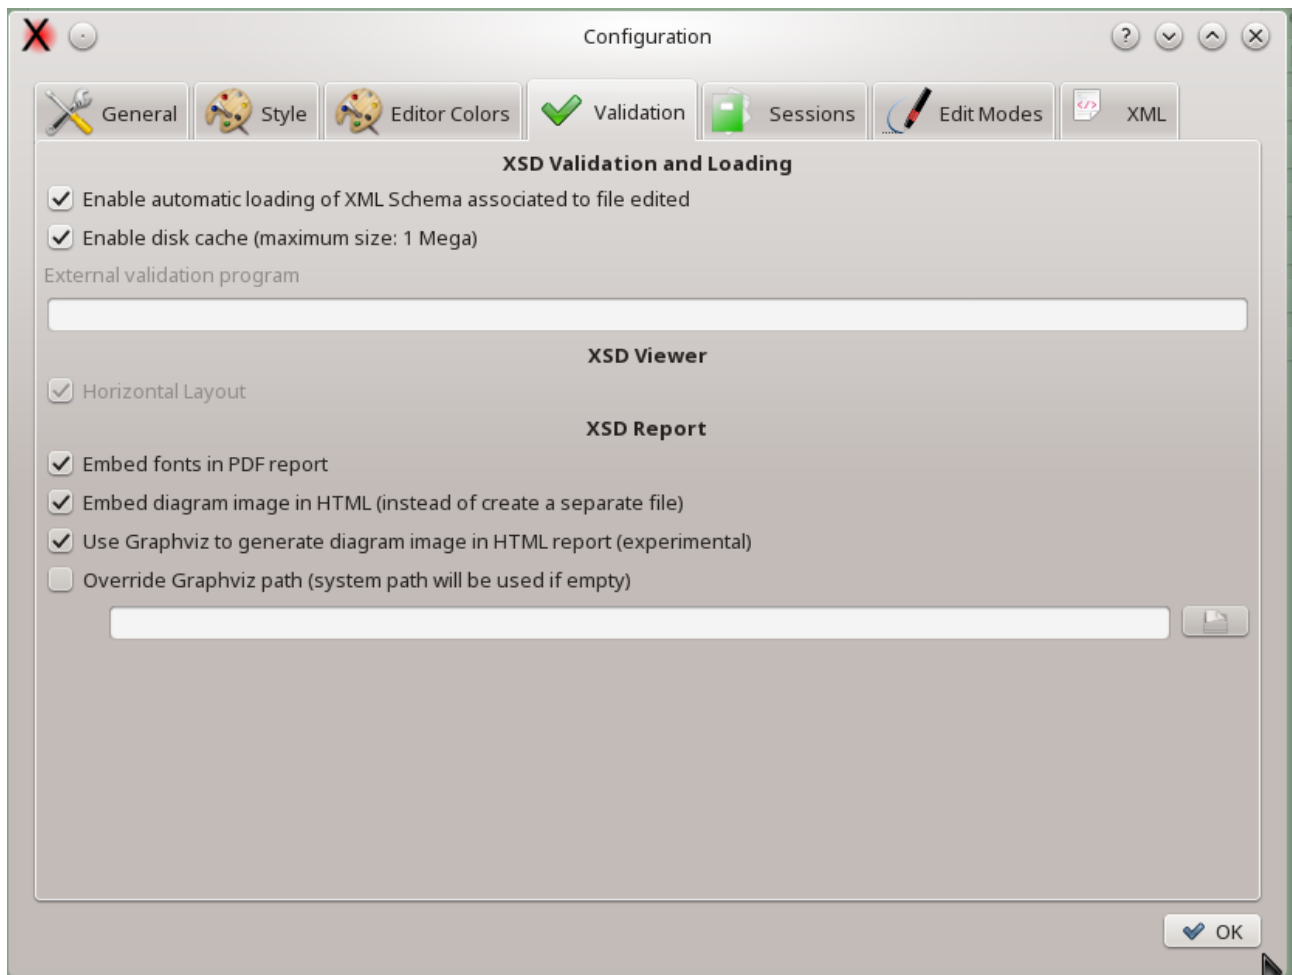 Configuration
?
General Style Editor Colors Validation Sessions Edit Modes XML
XSD Validation and Loading
Enable automatic loading of XML Schema associated to file edited
Enable disk cache (maximum size: 1 Mega)
External validation program
XSD Viewer
Horizontal Layout
XSD Report
Embed fonts in PDF report
Embed diagram image in HTML (instead of create a separate file)
Use Graphviz to generate diagram image in HTML report (experimental)
Override Graphviz path (system path will be used if empty)
OK